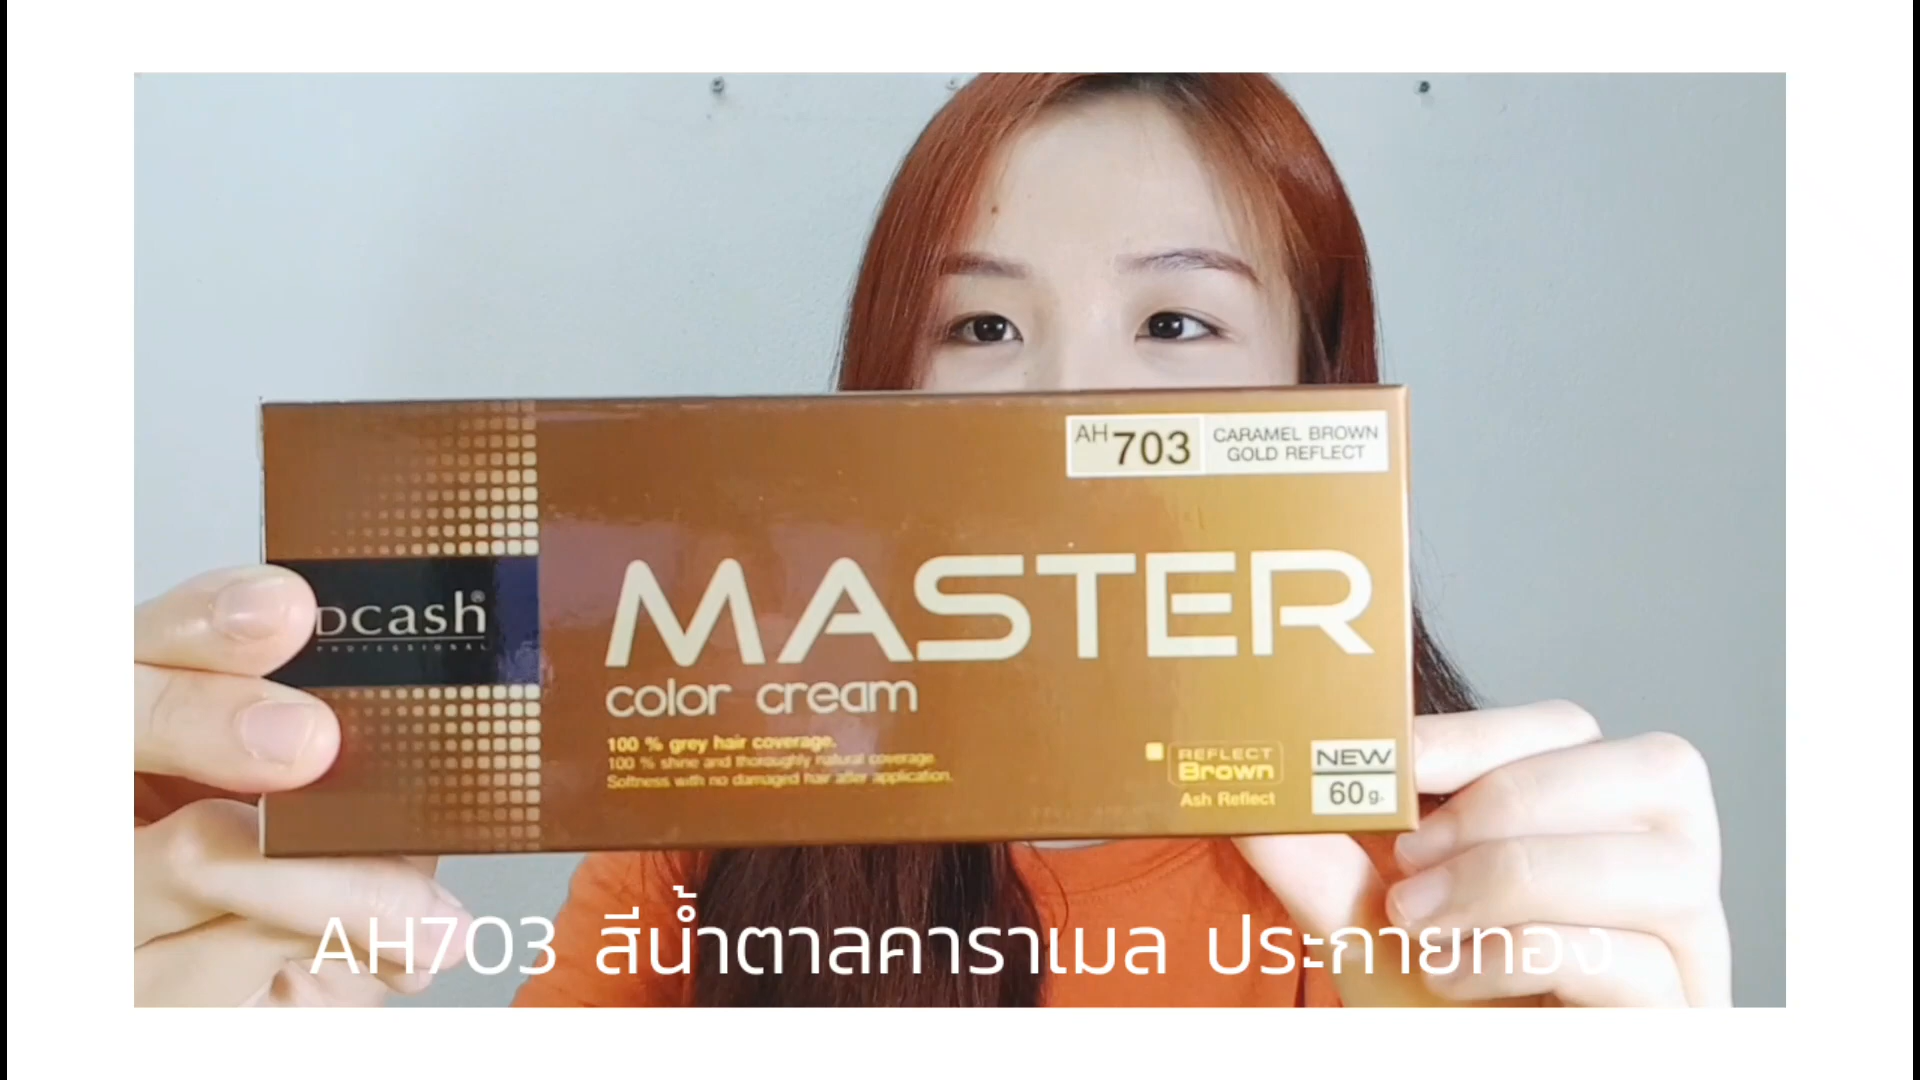 AH703
CARAMEL BROWN
GOLD REFLECT
Dcash®
PROFESSIONAL
MASTER
color cream
100 % grey hair coverage.
100 % shine and thoroughly natural coverage.
Softness with no damaged hair after application.
REFLECT
Brown
Ash Reflect
NEW
60g.
AH703 สีน้ำตาลคาราเมล ประกายทอง